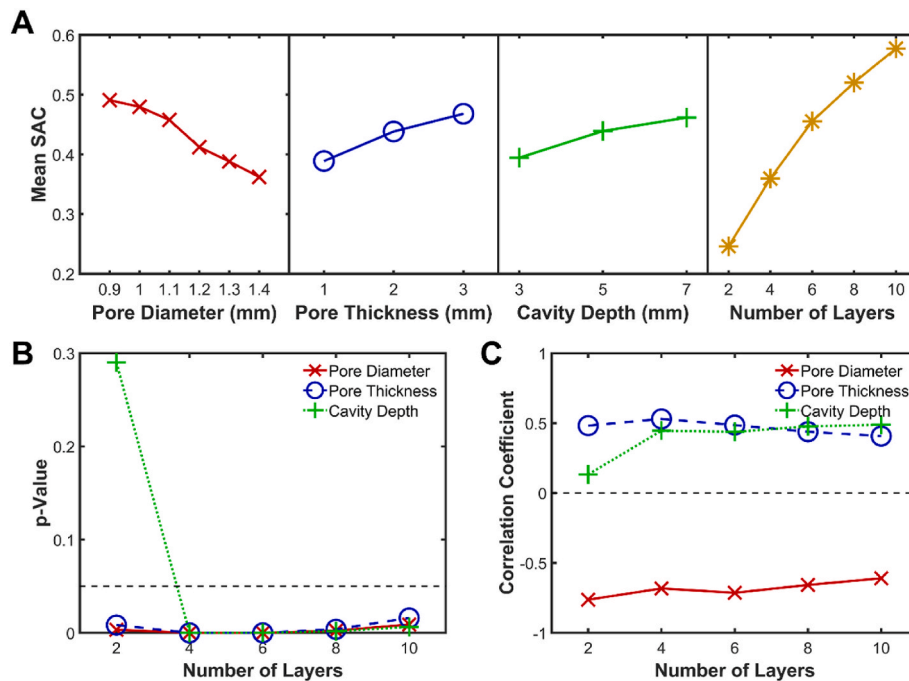 A
Mean SAC
0.6
0.5
0.4
0.3
0.2
0.9 1 1.1 1.2 1.3 1.4
Pore Diameter (mm)
1 2 3
Pore Thickness (mm)
3 5 7
Cavity Depth (mm)
2 4 6 8 10
Number of Layers
B
p-Value
0.3
0.2
0.1
0
Pore Diameter
Pore Thickness
Cavity Depth
2 4 6 8 10
Number of Layers
C
Correlation Coefficient
1
0.5
0
-0.5
-1
Pore Diameter
Pore Thickness
Cavity Depth
2 4 6 8 10
Number of Layers